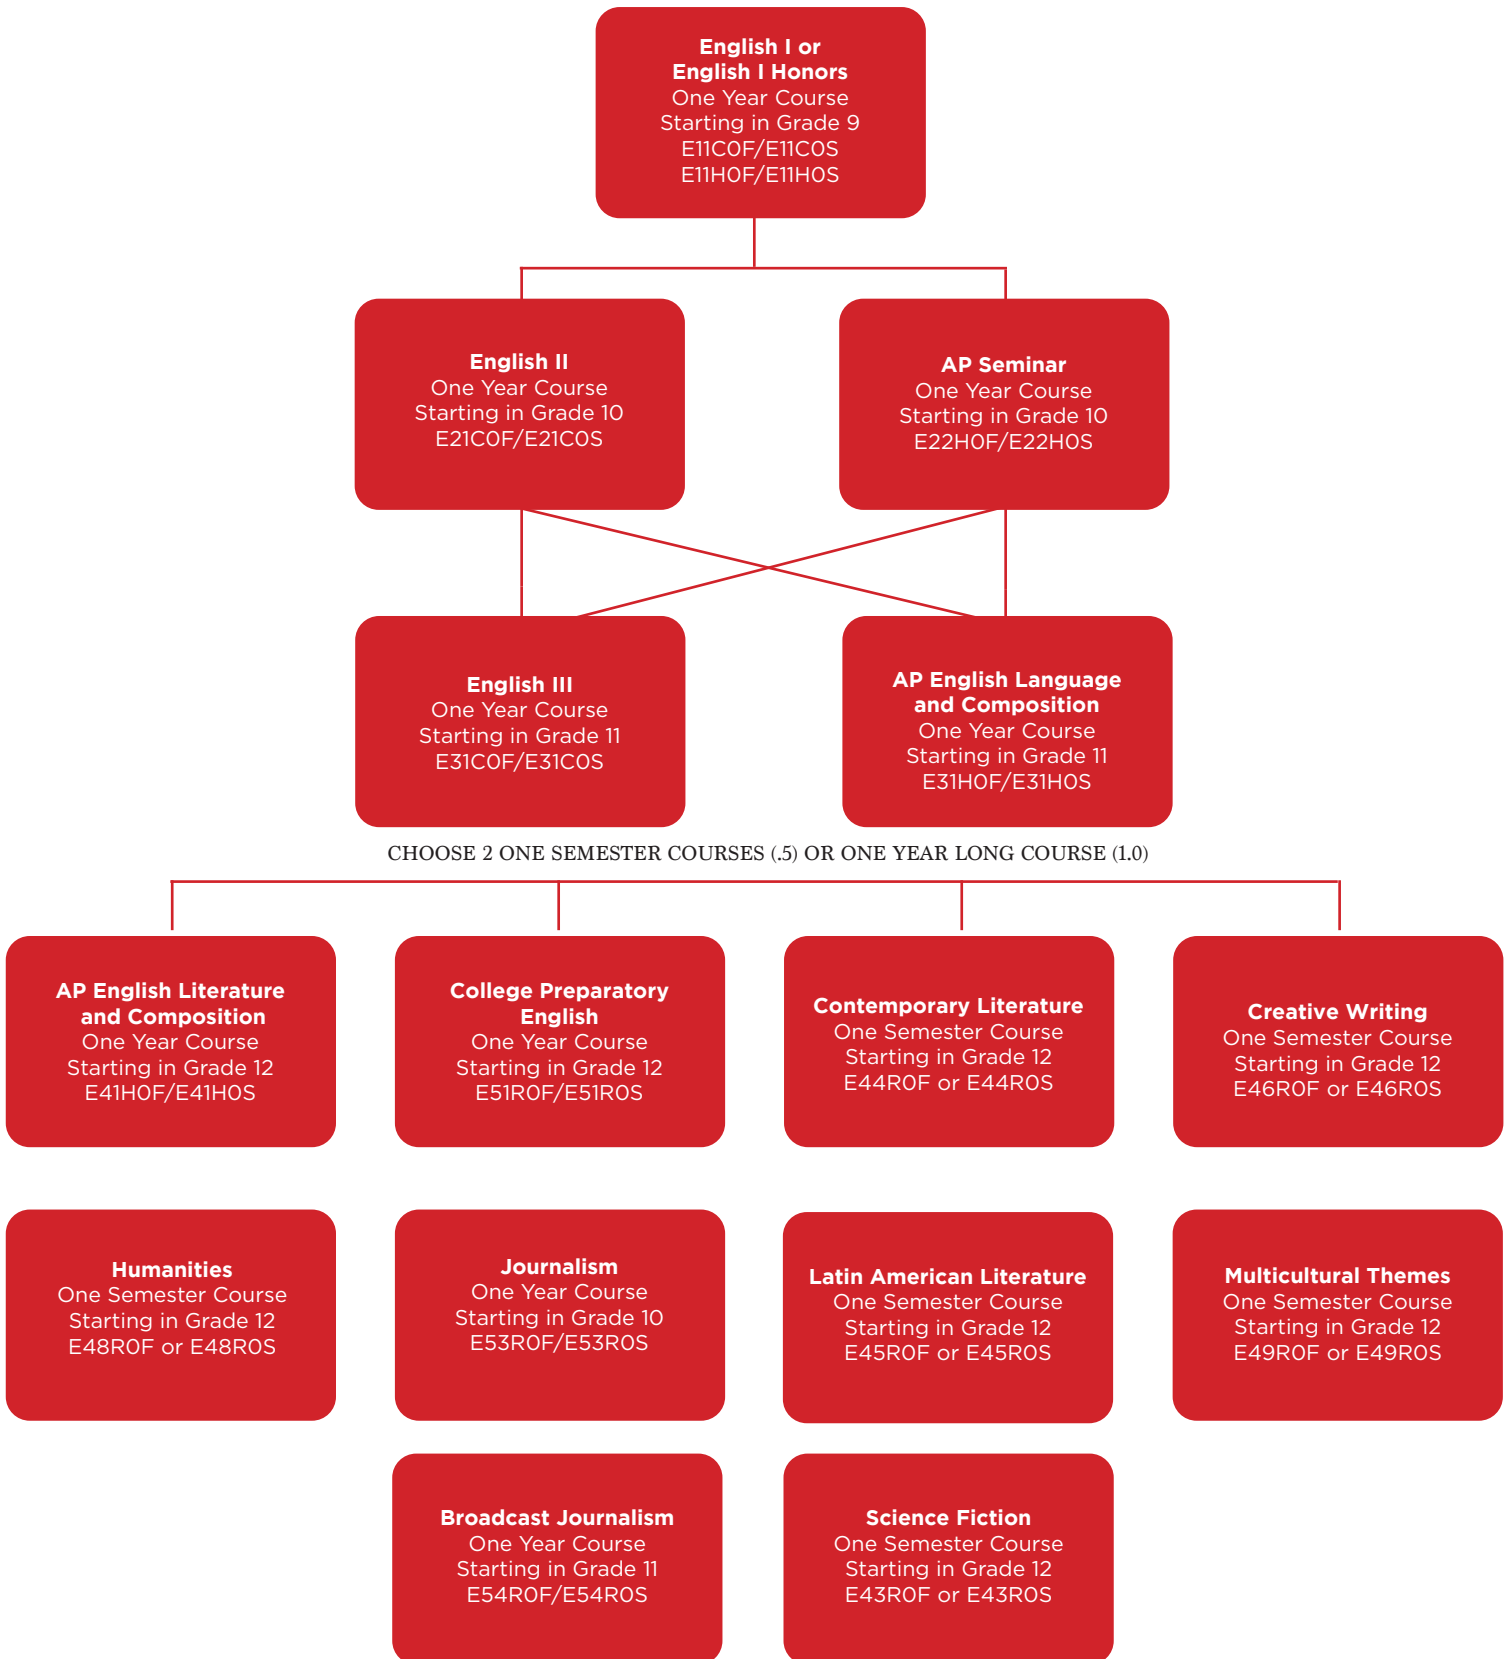 English I or
English I Honors
One Year Course
Starting in Grade 9
E11C0F/E11C0S
E11H0F/E11H0S
English II
One Year Course
Starting in Grade 10
E21C0F/E21C0S
AP Seminar
One Year Course
Starting in Grade 10
E22H0F/E22H0S
English III
One Year Course
Starting in Grade 11
E31C0F/E31C0S
AP English Language
and Composition
One Year Course
Starting in Grade 11
E31H0F/E31H0S
CHOOSE 2 ONE SEMESTER COURSES (.5) OR ONE YEAR LONG COURSE (1.0)
AP English Literature
and Composition
One Year Course
Starting in Grade 12
E41H0F/E41H0S
College Preparatory
English
One Year Course
Starting in Grade 12
E51R0F/E51R0S
Contemporary Literature
One Semester Course
Starting in Grade 12
E44R0F or E44R0S
Creative Writing
One Semester Course
Starting in Grade 12
E46R0F or E46R0S
Humanities
One Semester Course
Starting in Grade 12
E48R0F or E48R0S
Journalism
One Year Course
Starting in Grade 10
E53R0F/E53R0S
Latin American Literature
One Semester Course
Starting in Grade 12
E45R0F or E45R0S
Multicultural Themes
One Semester Course
Starting in Grade 12
E49R0F or E49R0S
Broadcast Journalism
One Year Course
Starting in Grade 11
E54R0F/E54R0S
Science Fiction
One Semester Course
Starting in Grade 12
E43R0F or E43R0S